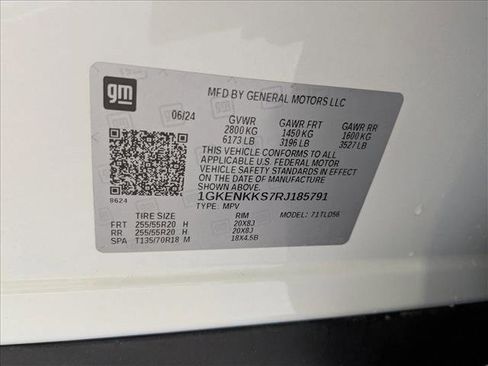 gm
MFD BY GENERAL MOTORS LLC
06/24 GVWR GAWR FRT GAWR RR
2800 KG 1450 KG 1600 KG
6173 LB 3196 LB 3527 LB
THIS VEHICLE CONFORMS TO ALL
APPLICABLE U.S. FEDERAL MOTOR
VEHICLE SAFETY STANDARDS IN EFFECT
ON THE DATE OF MANUFACTURE SHOWN ABOVE.
8624 1GKENKKS7RJ185791
TYPE: MPV
TIRE SIZE RIM MODEL: 71TLD56
FRT 255/55R20 H 20X8J
RR 255/55R20 H 20X8J
SPA T135/70R18 M 18X4.5B